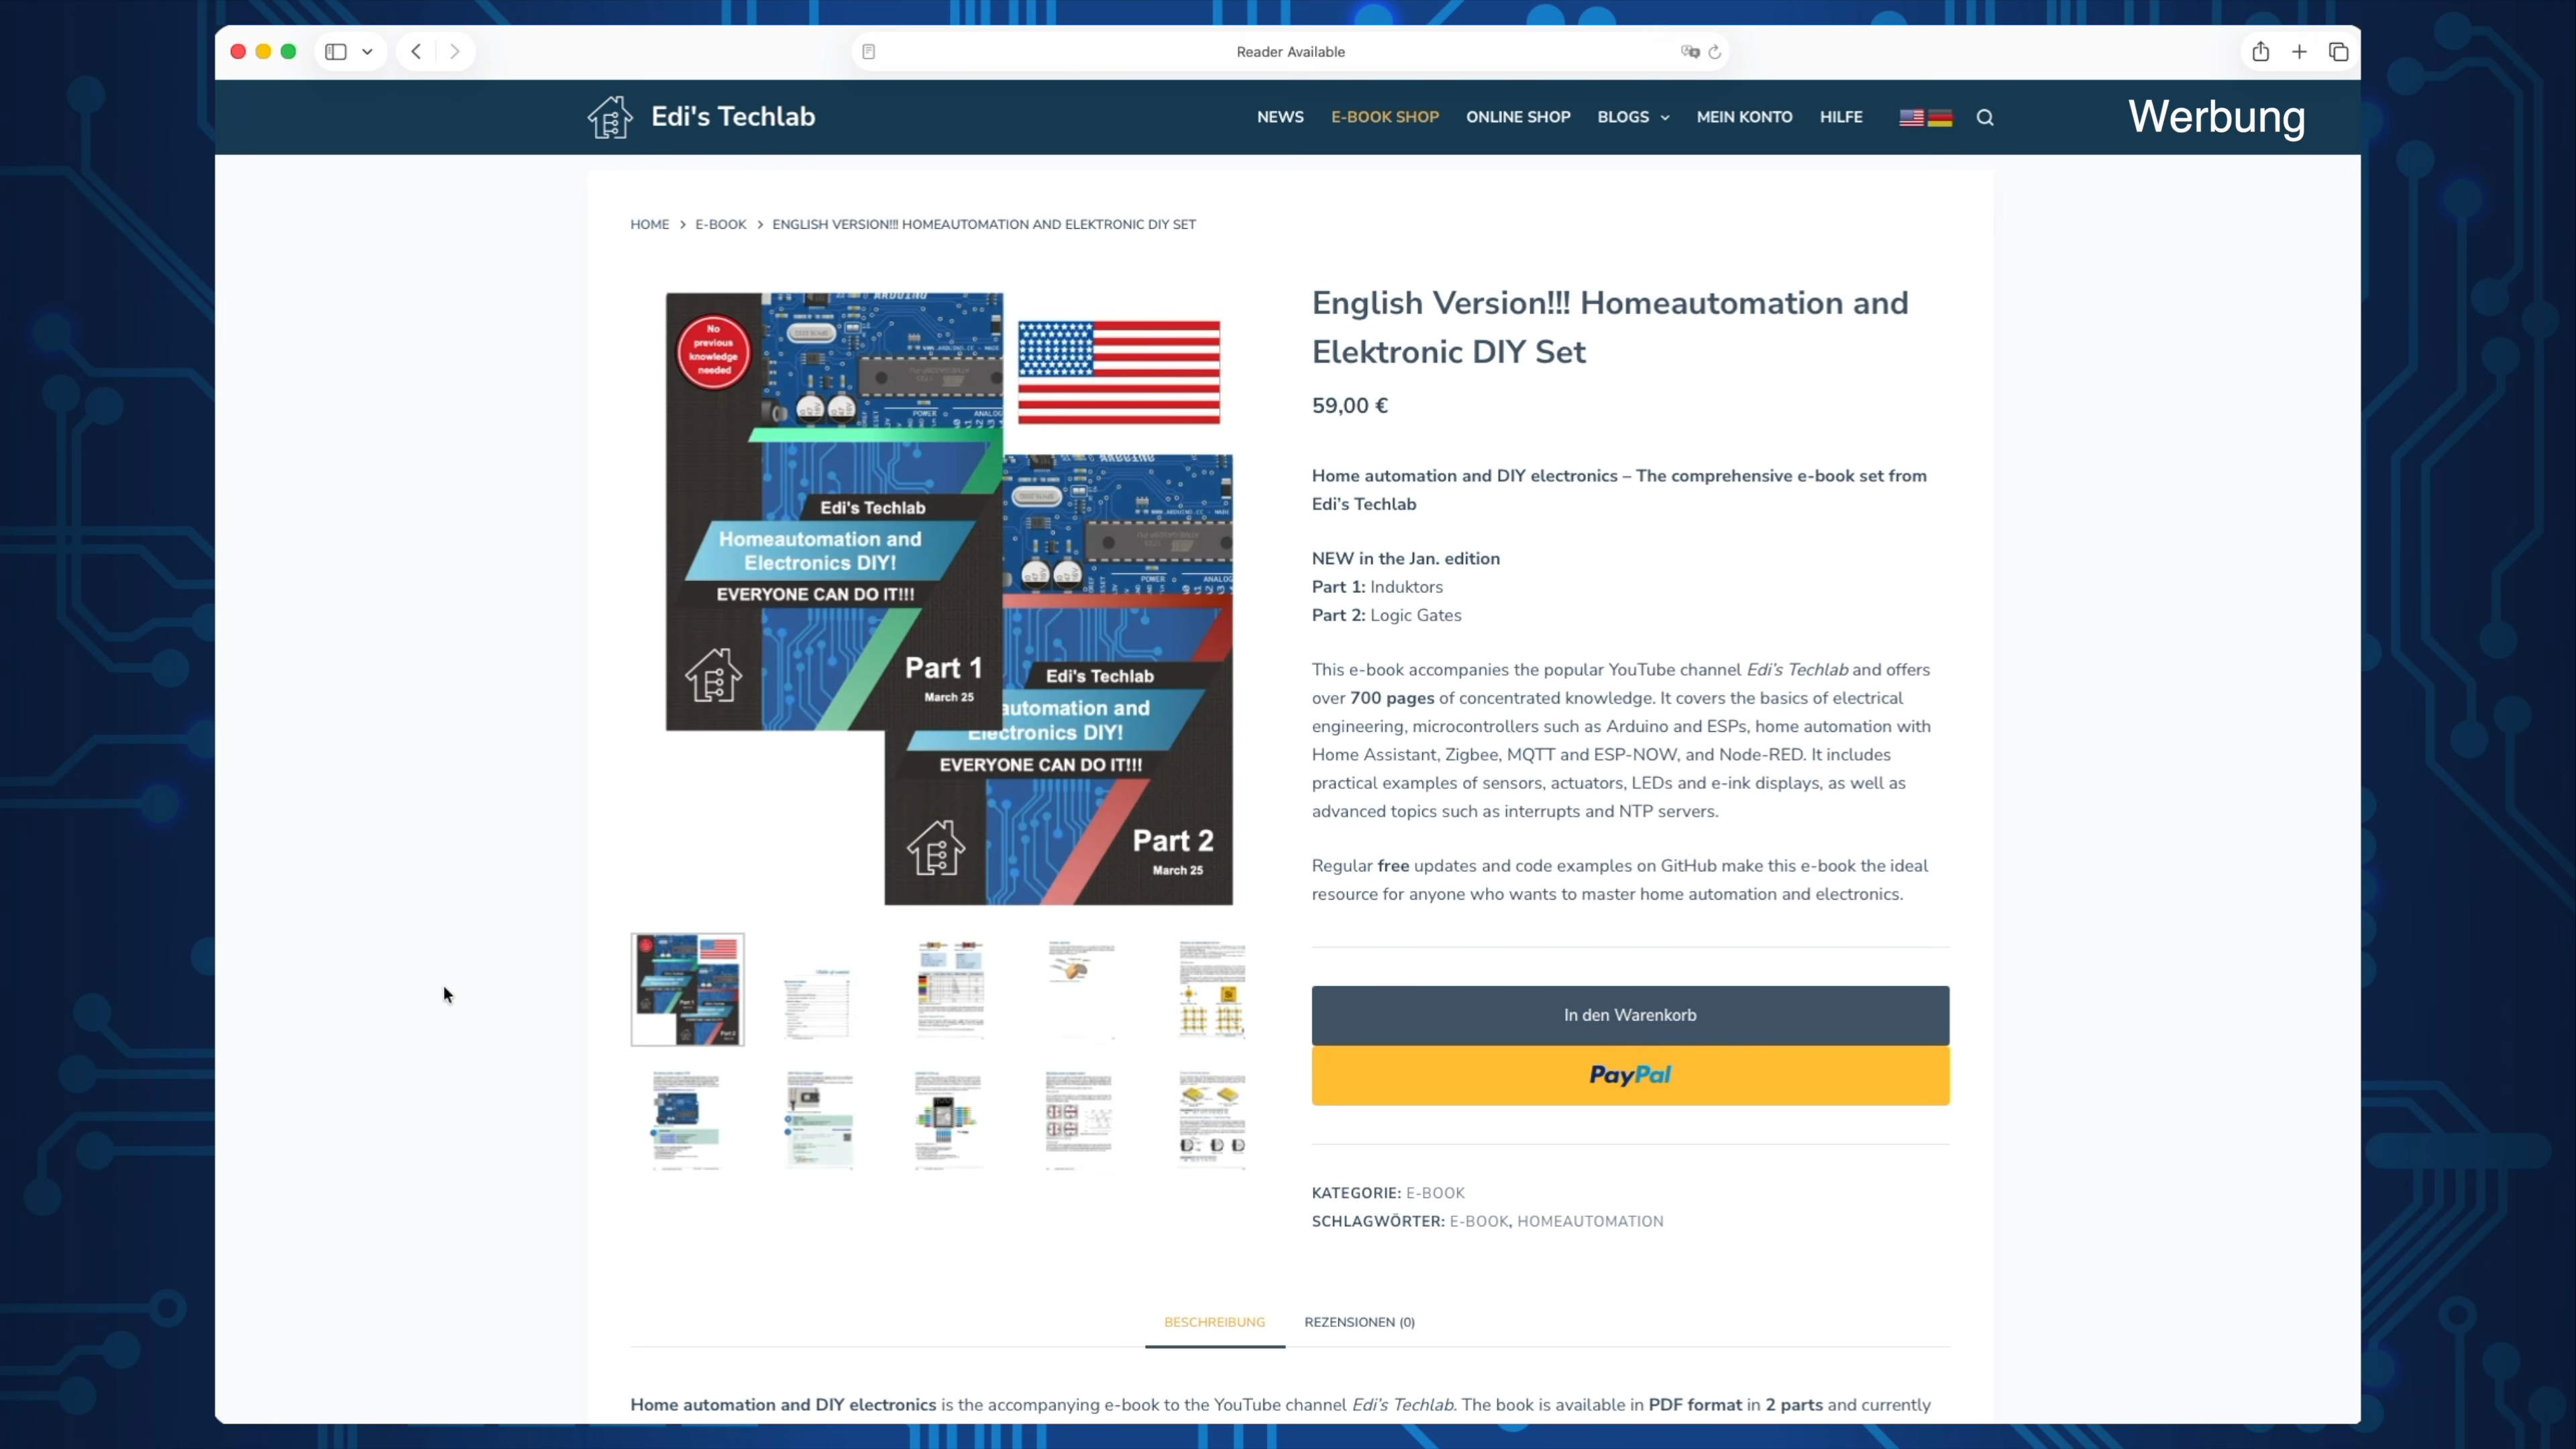 Reader Available
Edi's Techlab
NEWS
E-BOOK SHOP
ONLINE SHOP
BLOGS
MEIN KONTO
HILFE
Werbung
HOME > E-BOOK > ENGLISH VERSION!!! HOMEAUTOMATION AND ELEKTRONIC DIY SET
No
previous
knowledge
needed
ARDUINO
POWER
ANALOG
Edi's Techlab
Homeautomation and
Electronics DIY!
EVERYONE CAN DO IT!!!
Part 1
March 25
POWER
ANALOG
Edi's Techlab
automation and
Electronics DIY!
EVERYONE CAN DO IT!!!
Part 2
March 25
English Version!!! Homeautomation and
Elektronic DIY Set
59,00 €
Home automation and DIY electronics – The comprehensive e-book set from
Edi’s Techlab
NEW in the Jan. edition
Part 1: Induktors
Part 2: Logic Gates
This e-book accompanies the popular YouTube channel Edi’s Techlab and offers
over 700 pages of concentrated knowledge. It covers the basics of electrical
engineering, microcontrollers such as Arduino and ESPs, home automation with
Home Assistant, Zigbee, MQTT and ESP-NOW, and Node-RED. It includes
practical examples of sensors, actuators, LEDs and e-ink displays, as well as
advanced topics such as interrupts and NTP servers.
Regular free updates and code examples on GitHub make this e-book the ideal
resource for anyone who wants to master home automation and electronics.
In den Warenkorb
PayPal
KATEGORIE: E-BOOK
SCHLAGWÖRTER: E-BOOK, HOMEAUTOMATION
BESCHREIBUNG
REZENSIONEN (0)
Home automation and DIY electronics is the accompanying e-book to the YouTube channel Edi’s Techlab. The book is available in PDF format in 2 parts and currently